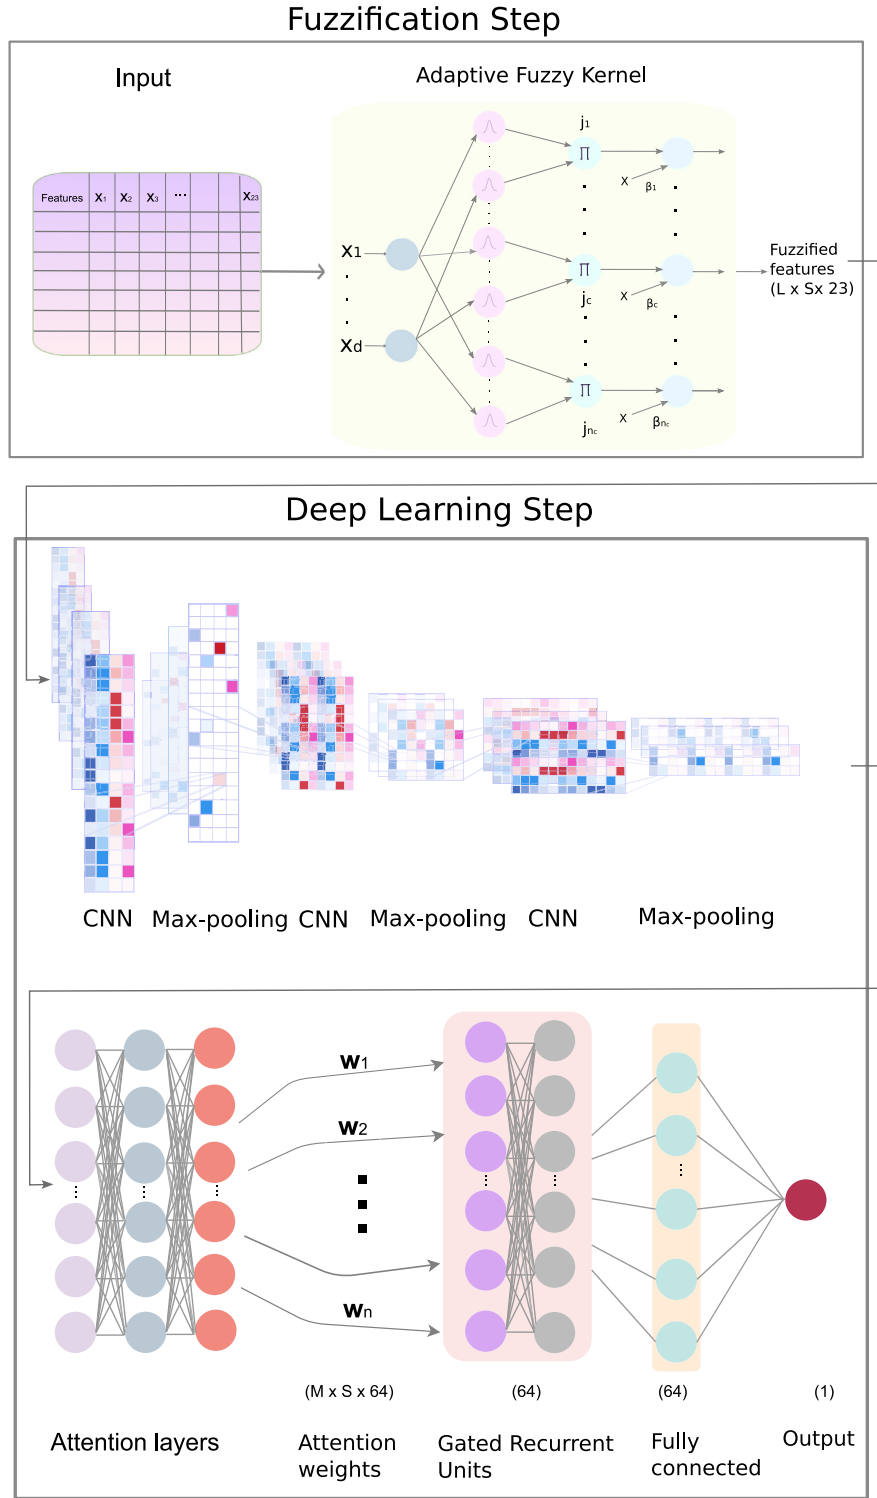 Fuzzification Step
Input
Adaptive Fuzzy Kernel
Features X1 X2 X3 ... X23
X1
Xd
j1
∏
X
β1
∏
jc
X
βc
∏
jnc
X
βnc
Fuzzified
features
(L x Sx 23)
Deep Learning Step
CNN Max-pooling CNN Max-pooling CNN Max-pooling
W1
W2
Wn
(M x S x 64) (64) (64) (1)
Attention layers
Attention
weights
Gated Recurrent
Units
Fully
connected
Output